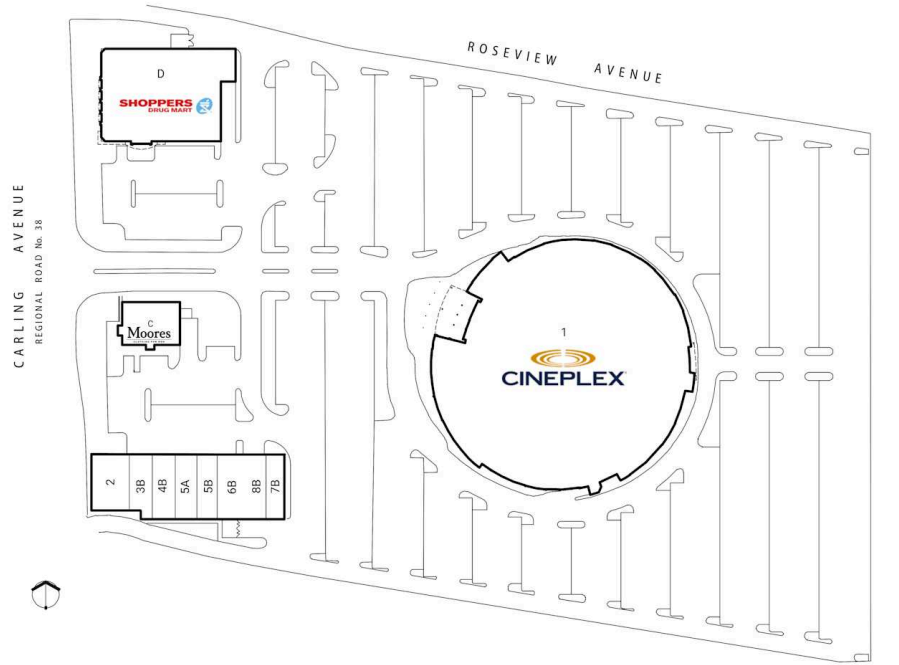 ROSEVIEW AVENUE
D
SHOPPERS
DRUG MART
CARLING AVENUE
REGIONAL ROAD No. 38
C
Moores
1
CINEPLEX
2
3B
4B
5A
5B
6B
8B
7B